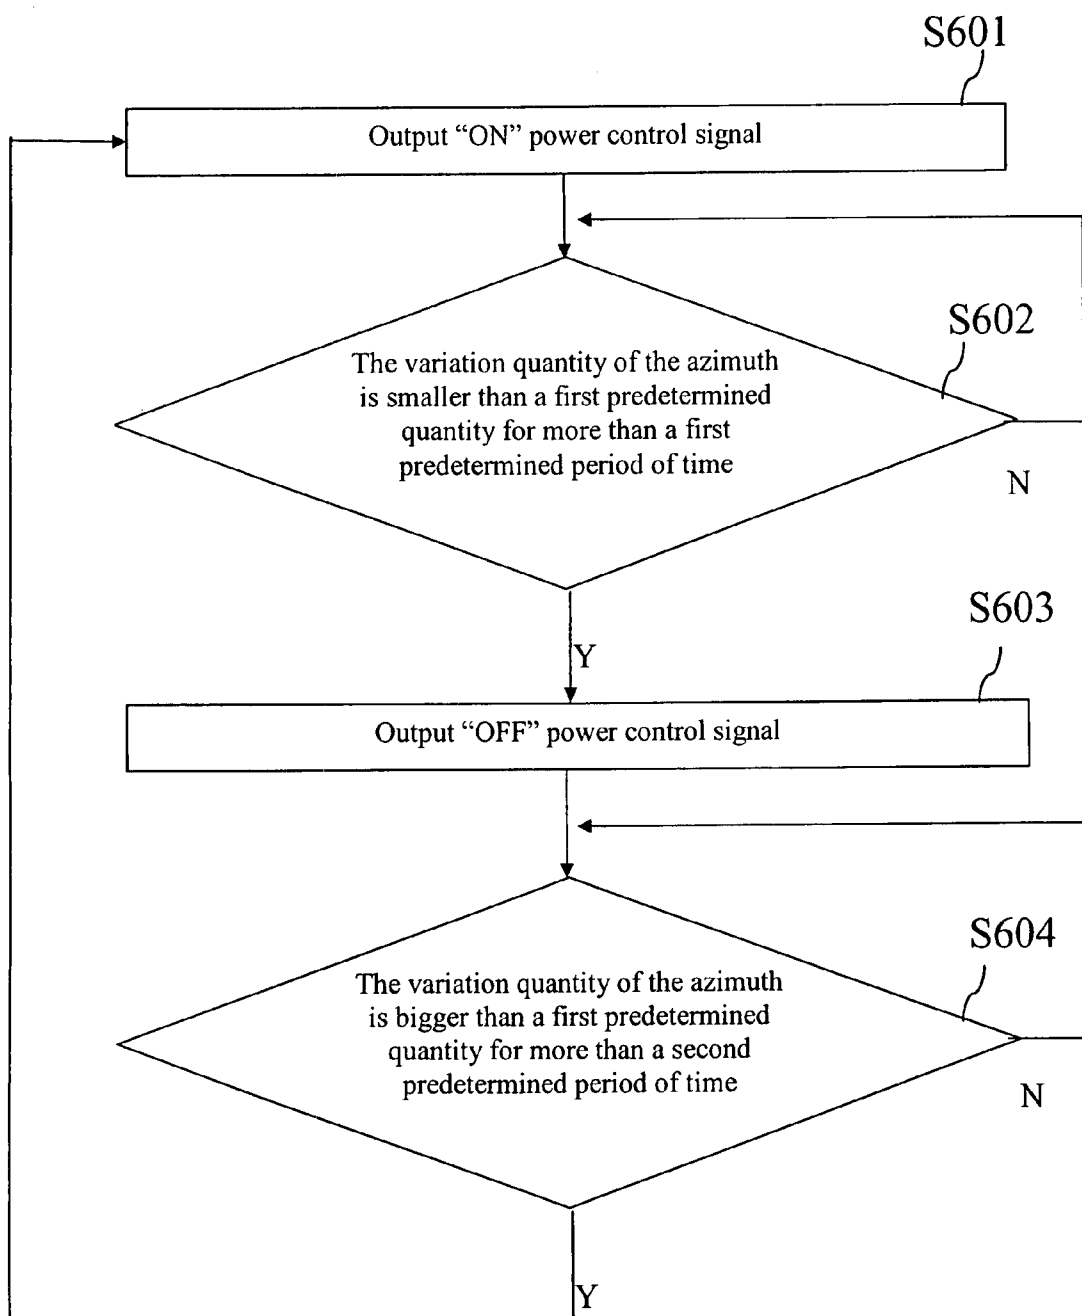 S601
Output “ON” power control signal
S602
The variation quantity of the azimuth
is smaller than a first predetermined
quantity for more than a first
predetermined period of time
N
S603
Y
Output “OFF” power control signal
S604
The variation quantity of the azimuth
is bigger than a first predetermined
quantity for more than a second
predetermined period of time
N
Y